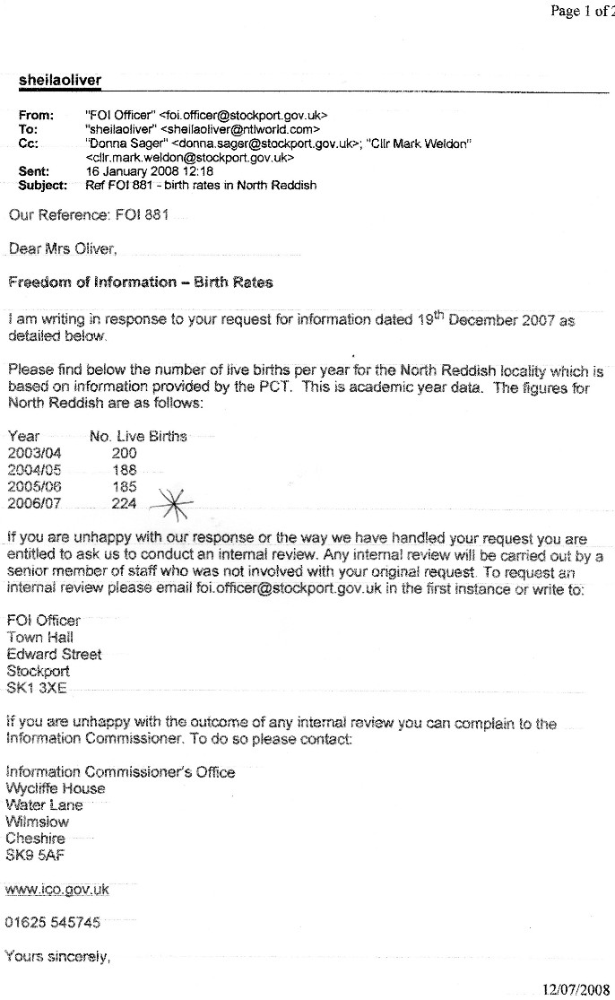 Page 1 of 2
sheilaoliver
From: "FOI Officer" <foi.officer@stockport.gov.uk>
To: "sheilaoliver" <sheilaoliver@ntlworld.com>
Cc: "Donna Sager" <donna.sager@stockport.gov.uk>; "Cllr Mark Weldon"
<cllr.mark.weldon@stockport.gov.uk>
Sent: 16 January 2008 12:18
Subject: Ref FOI 881 - birth rates in North Reddish
Our Reference: FOI 881
Dear Mrs Oliver,
Freedom of Information – Birth Rates
I am writing in response to your request for information dated 19th December 2007 as
detailed below.
Please find below the number of live births per year for the North Reddish locality which is
based on information provided by the PCT. This is academic year data. The figures for
North Reddish are as follows:
Year No. Live Births
2003/04 200
2004/05 188
2005/06 185
2006/07 224
If you are unhappy with our response or the way we have handled your request you are
entitled to ask us to conduct an internal review. Any internal review will be carried out by a
senior member of staff who was not involved with your original request. To request an
internal review please email foi.officer@stockport.gov.uk in the first instance or write to:
FOI Officer
Town Hall
Edward Street
Stockport
SK1 3XE
If you are unhappy with the outcome of any internal review you can complain to the
Information Commissioner. To do so please contact:
Information Commissioner's Office
Wycliffe House
Water Lane
Wilmslow
Cheshire
SK9 5AF
www.ico.gov.uk
01625 545745
Yours sincerely,
12/07/2008